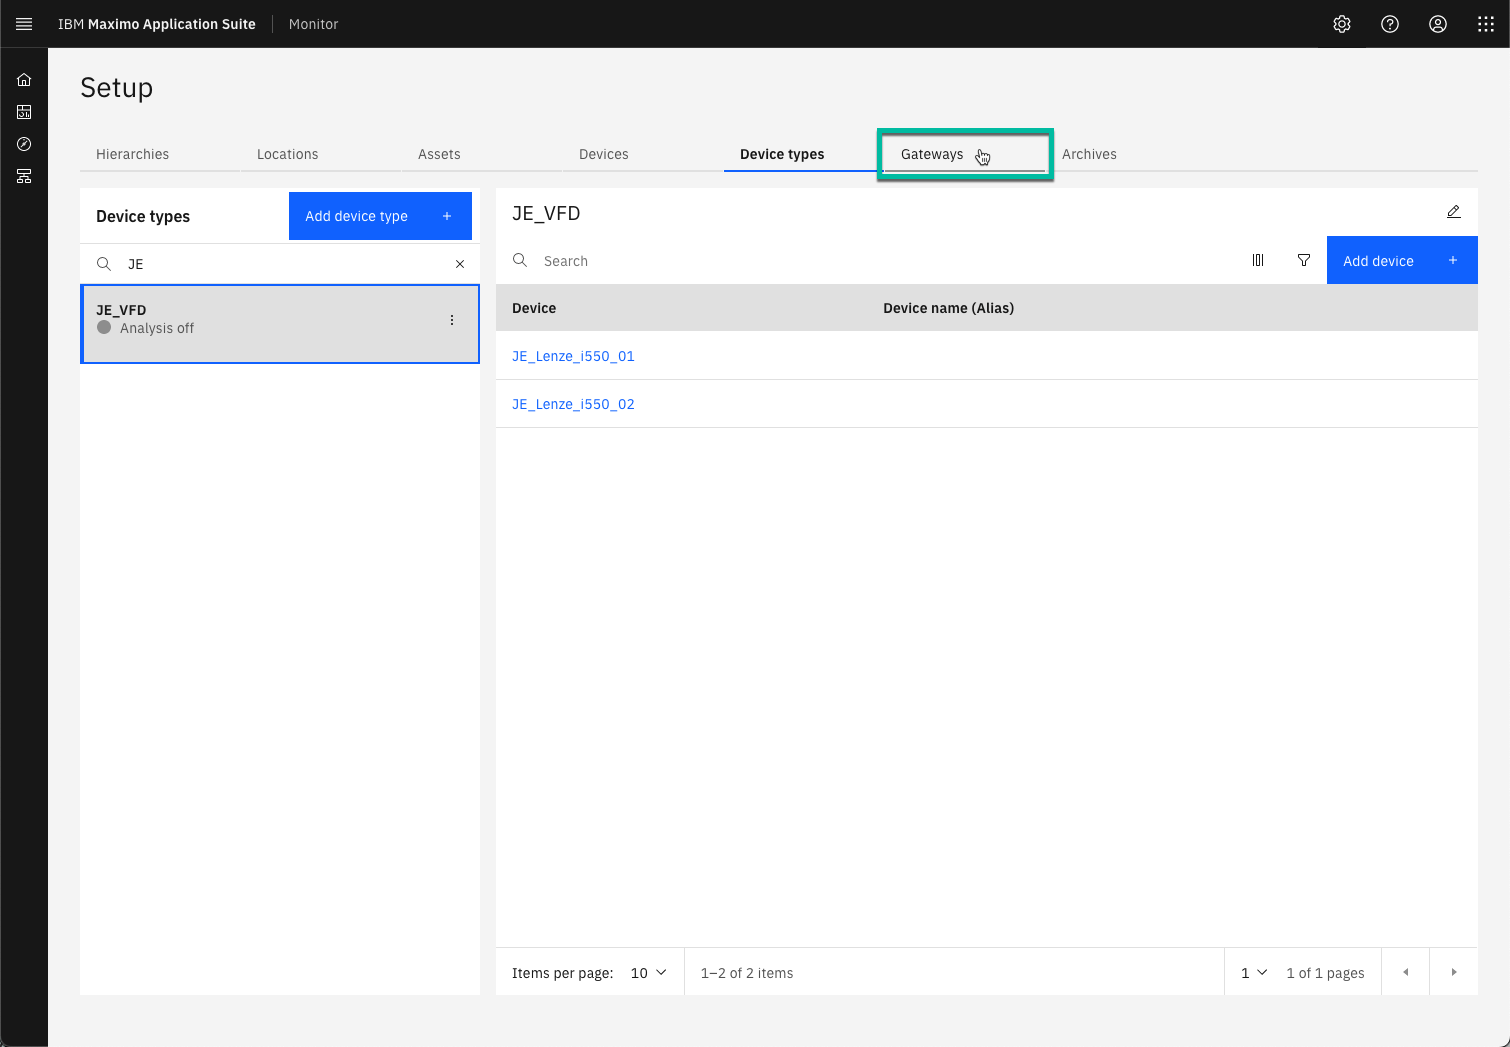 IBM Maximo Application Suite Monitor
Setup
Hierarchies Locations Assets Devices Device types Gateways Archives
Device types Add device type +
JE
JE_VFD
Analysis off
JE_VFD
Search Add device +
Device Device name (Alias)
JE_Lenze_i550_01
JE_Lenze_i550_02
Items per page: 10 1–2 of 2 items 1 1 of 1 pages